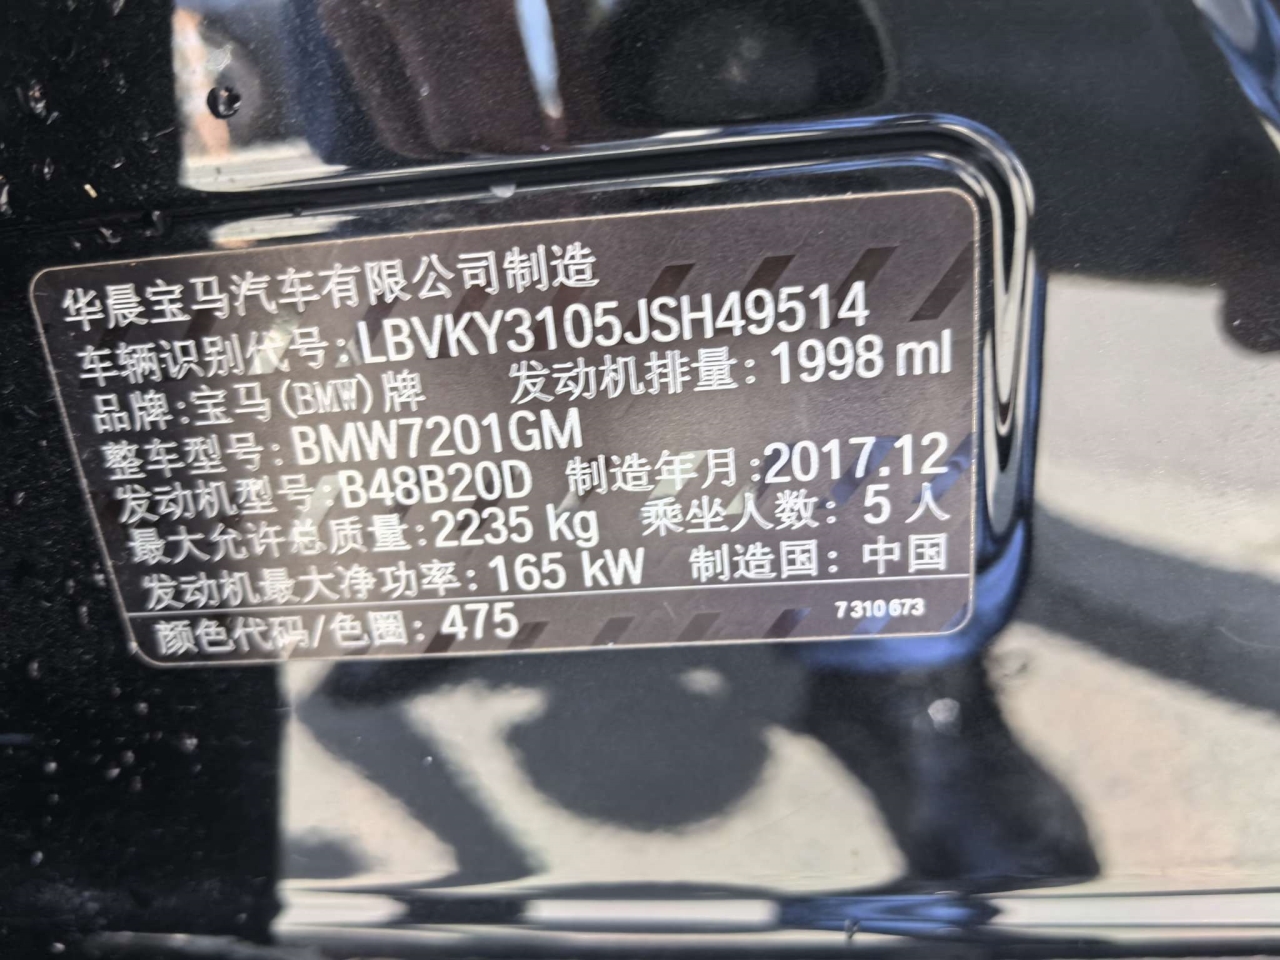 华晨宝马汽车有限公司制造
车辆识别代号:LBVKY3105JSH49514
品牌:宝马(BMW)牌 发动机排量:1998 ml
整车型号:BMW7201GM
发动机型号:B48B20D 制造年月:2017.12
最大允许总质量:2235 kg 乘坐人数:5 人
发动机最大净功率:165 kW 制造国:中国
颜色代码/色圈:475 7 310 673